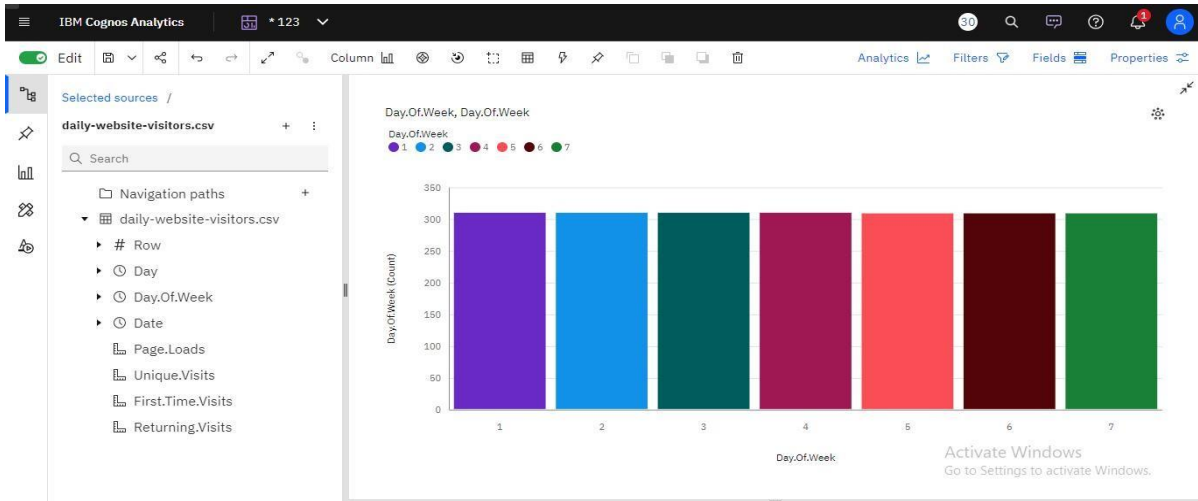 IBM Cognos Analytics
*123
30
1
Edit
Column
Analytics
Filters
Fields
Properties
Selected sources /
daily-website-visitors.csv
Search
Navigation paths
daily-website-visitors.csv
# Row
Day
Day.Of.Week
Date
Page.Loads
Unique.Visits
First.Time.Visits
Returning.Visits
Day.Of.Week, Day.Of.Week
Day.Of.Week
1 2 3 4 5 6 7
Day.Of.Week (Count)
350
300
250
200
150
100
50
0
1 2 3 4 5 6 7
Day.Of.Week
Activate Windows
Go to Settings to activate Windows.